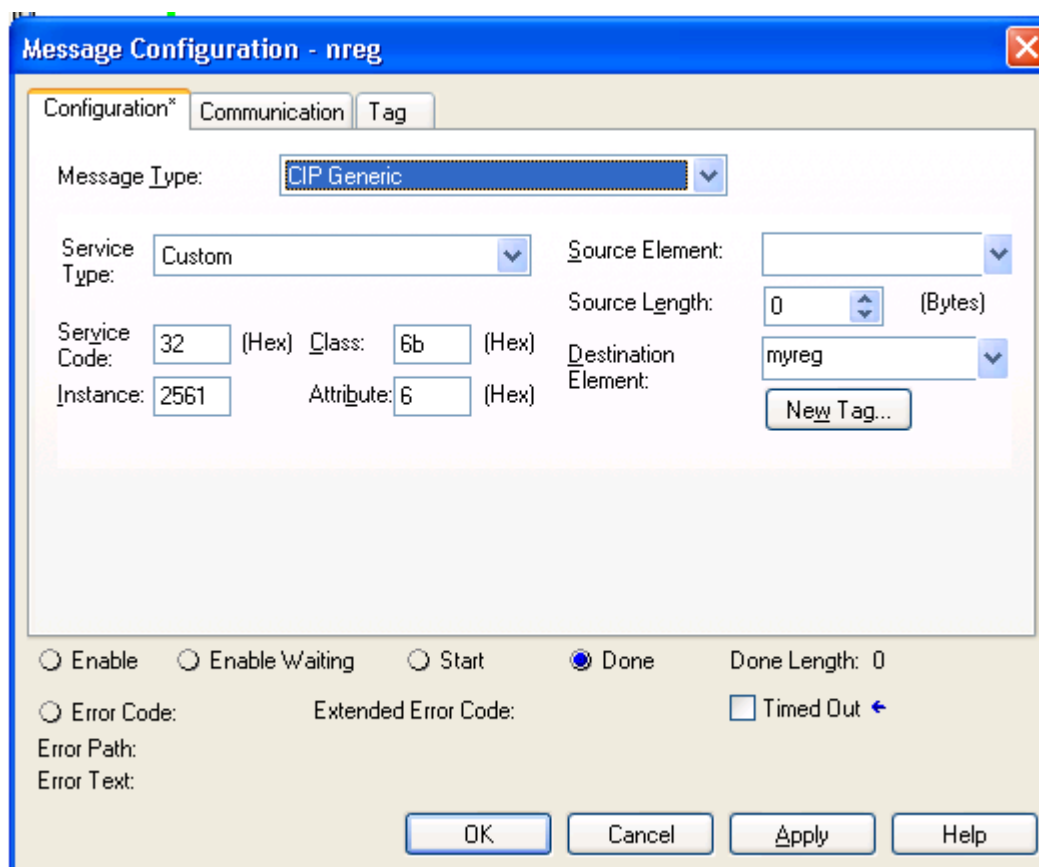 Message Configuration - nreg
Configuration* Communication Tag
Message Type: CIP Generic
Service Type: Custom
Source Element:
Source Length: 0 (Bytes)
Service Code: 32 (Hex) Class: 6b (Hex)
Destination Element: myreg
Instance: 2561 Attribute: 6 (Hex)
New Tag...
Enable Enable Waiting Start Done Done Length: 0
Error Code: Extended Error Code: Timed Out
Error Path:
Error Text:
OK Cancel Apply Help